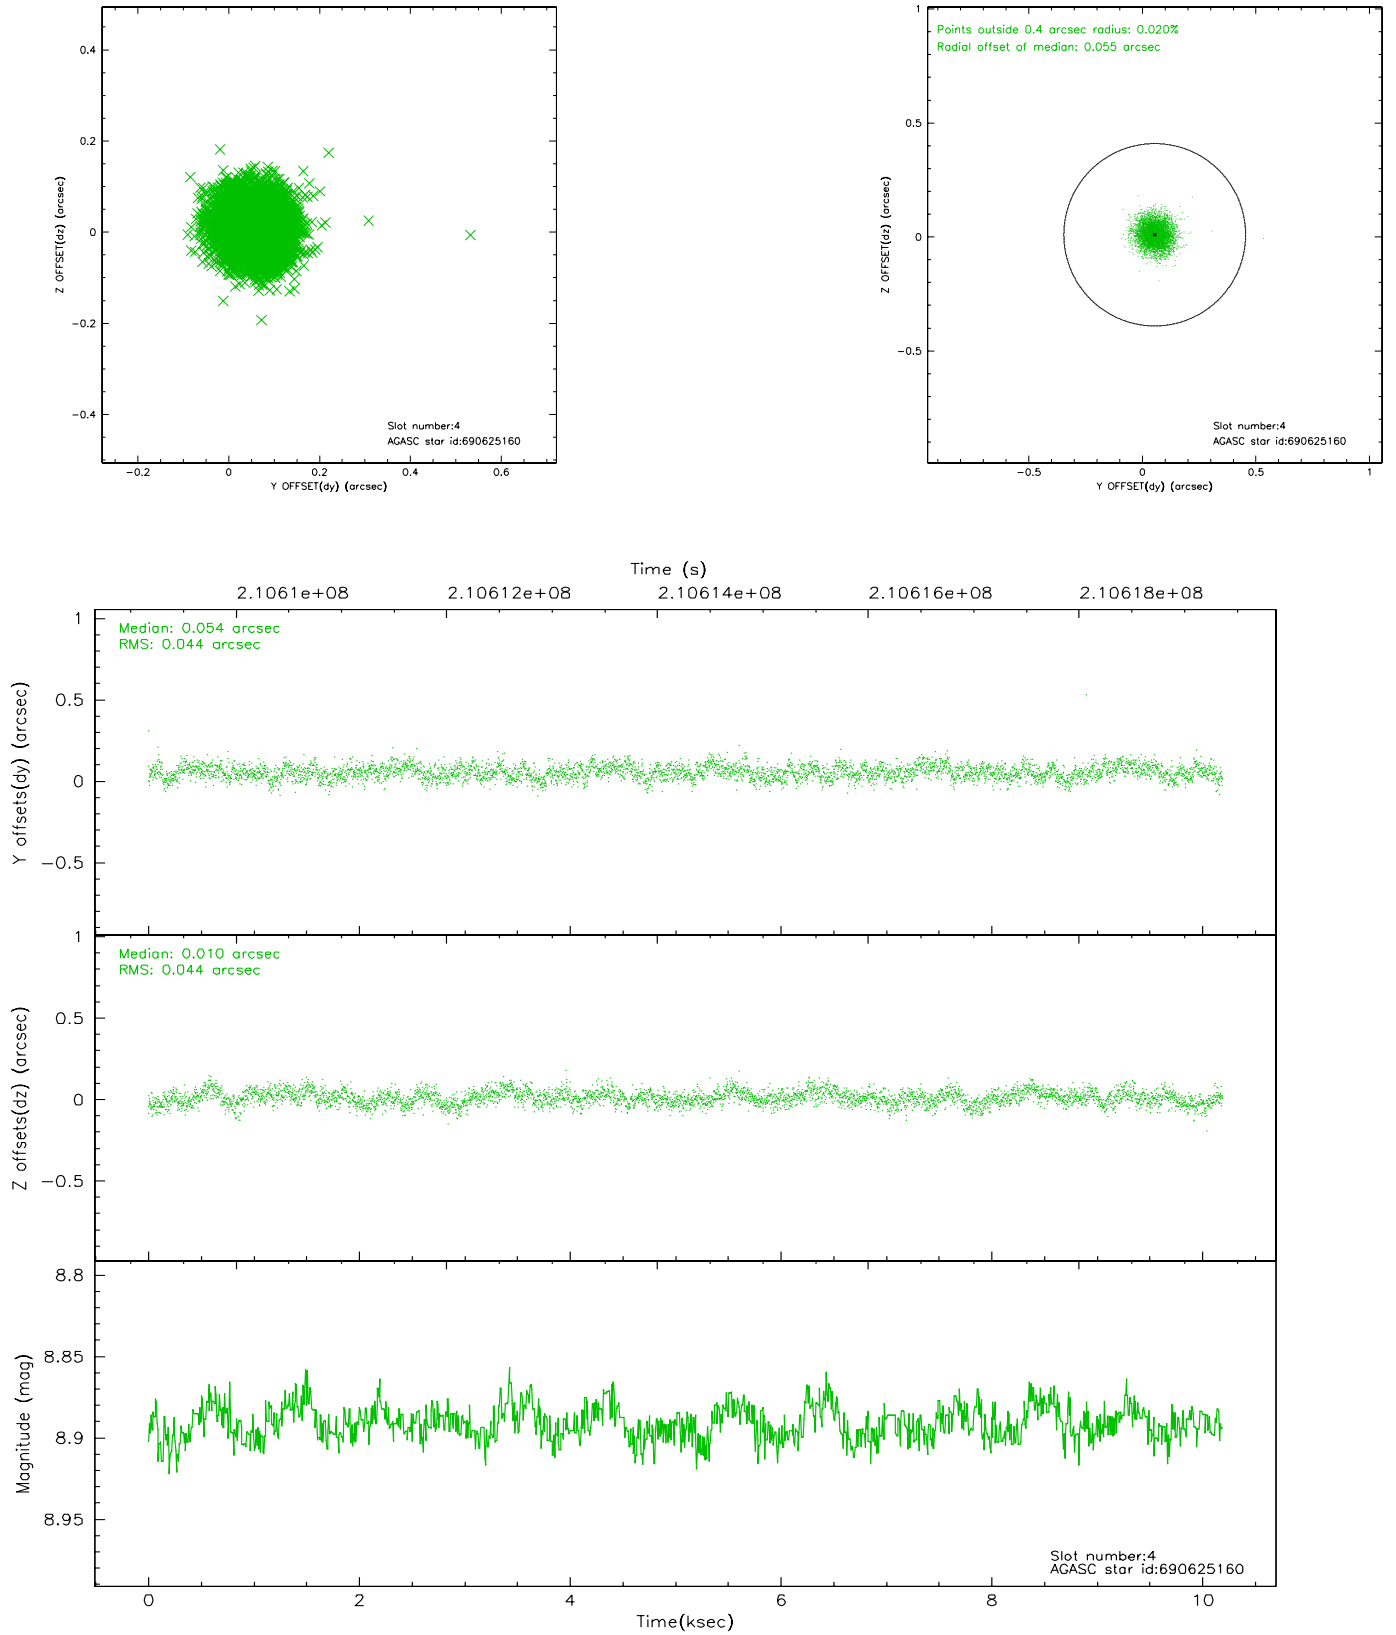 0.4
0.2
0
−0.2
−0.4
Z OFFSET(dz) (arcsec)
Slot number:4
AGASC star id:690625160
−0.2 0 0.2 0.4 0.6
Y OFFSET(dy) (arcsec)
Points outside 0.4 arcsec radius: 0.020%
Radial offset of median: 0.055 arcsec
1
0.5
0
−0.5
Z OFFSET(dz) (arcsec)
Slot number:4
AGASC star id:690625160
−0.5 0 0.5 1
Y OFFSET(dy) (arcsec)
Time (s)
2.1061e+08 2.10612e+08 2.10614e+08 2.10616e+08 2.10618e+08
Median: 0.054 arcsec
RMS: 0.044 arcsec
1
0.5
0
−0.5
Y offsets(dy) (arcsec)
Median: 0.010 arcsec
RMS: 0.044 arcsec
1
0.5
0
−0.5
Z offsets(dz) (arcsec)
8.8
8.85
8.9
8.95
Magnitude (mag)
Slot number:4
AGASC star id:690625160
0 2 4 6 8 10
Time(ksec)